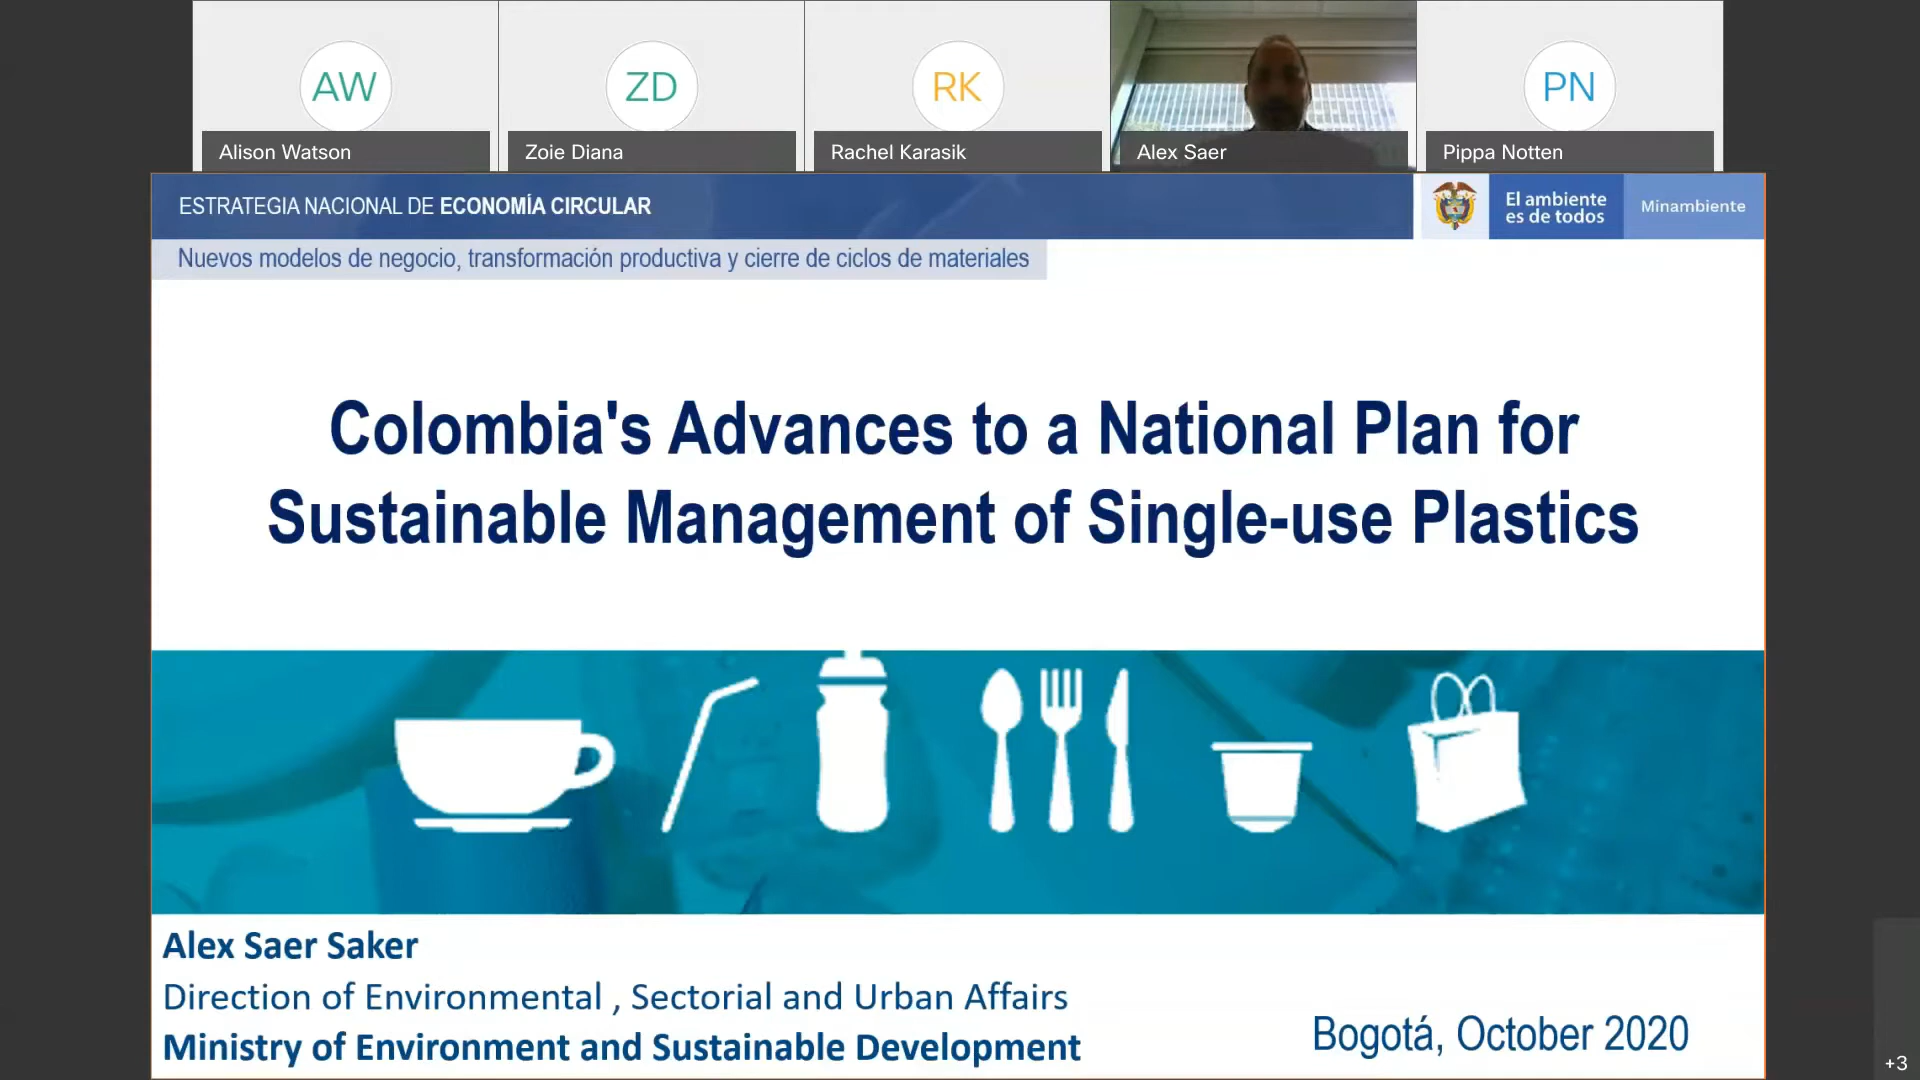 AW
ZD
RK
PN
Alison Watson
Zoie Diana
Rachel Karasik
Alex Saer
Pippa Notten
ESTRATEGIA NACIONAL DE ECONOMÍA CIRCULAR
El ambiente
es de todos
Minambiente
Nuevos modelos de negocio, transformación productiva y cierre de ciclos de materiales
Colombia's Advances to a National Plan for
Sustainable Management of Single-use Plastics
Alex Saer Saker
Direction of Environmental , Sectorial and Urban Affairs
Ministry of Environment and Sustainable Development
Bogotá, October 2020
+3